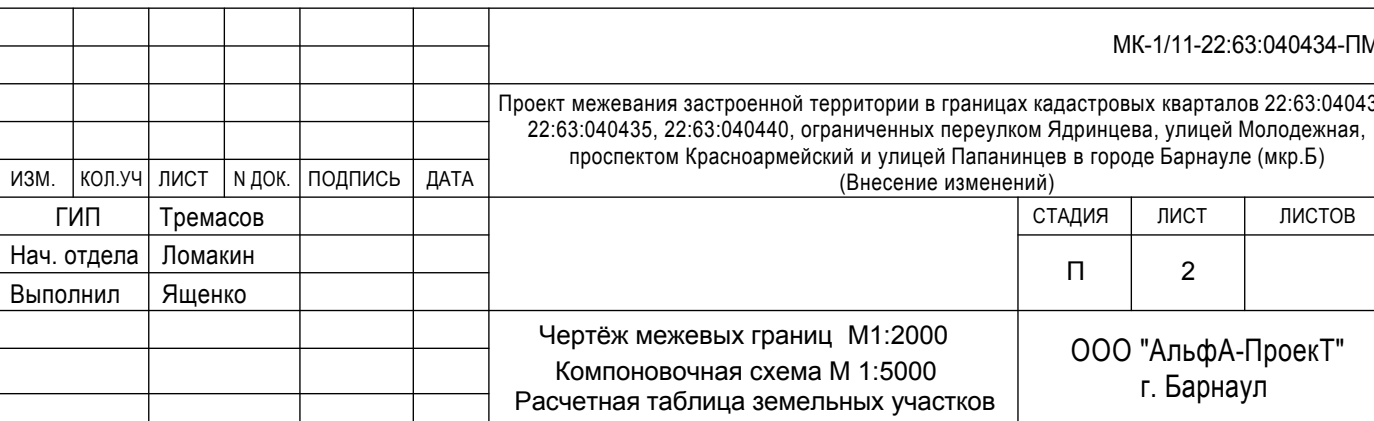 МК-1/11-22:63:040434-ПМ
Проект межевания застроенной территории в границах кадастровых кварталов 22:63:04043
22:63:040435, 22:63:040440, ограниченных переулком Ядринцева, улицей Молодежная,
проспектом Красноармейский и улицей Папанинцев в городе Барнауле (мкр.Б)
(Внесение изменений)
ИЗМ. КОЛ.УЧ ЛИСТ N ДОК. ПОДПИСЬ ДАТА
ГИП Тремасов
СТАДИЯ ЛИСТ ЛИСТОВ
Нач. отдела Ломакин
П 2
Выполнил Ященко
Чертёж межевых границ М1:2000
Компоновочная схема М 1:5000
Расчетная таблица земельных участков
ООО "АльфА-ПроекТ"
г. Барнаул